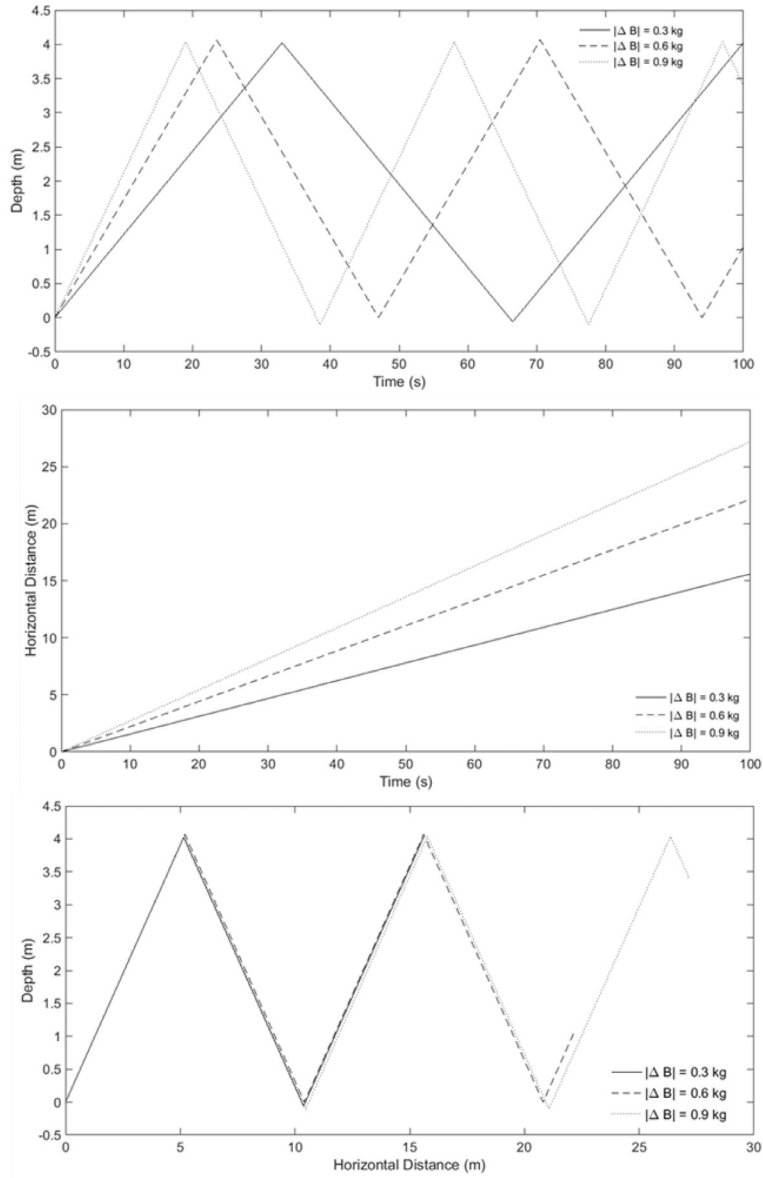 4.5
4
3.5
3
2.5
2
1.5
1
0.5
0
-0.5
Depth (m)
|Δ B| = 0.3 kg
|Δ B| = 0.6 kg
|Δ B| = 0.9 kg
0 10 20 30 40 50 60 70 80 90 100
Time (s)
30
25
20
15
10
5
0
Horizontal Distance (m)
|Δ B| = 0.3 kg
|Δ B| = 0.6 kg
|Δ B| = 0.9 kg
0 10 20 30 40 50 60 70 80 90 100
Time (s)
4.5
4
3.5
3
2.5
2
1.5
1
0.5
0
-0.5
Depth (m)
|Δ B| = 0.3 kg
|Δ B| = 0.6 kg
|Δ B| = 0.9 kg
0 5 10 15 20 25 30
Horizontal Distance (m)